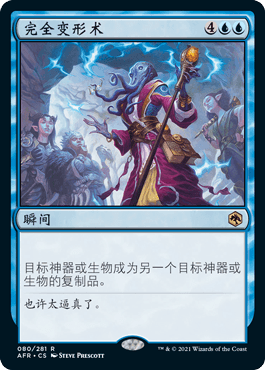 完全变形术 4
瞬间
目标神器或生物成为另一个目标神器或
生物的复制品。
也许太逼真了。
080/281 R
AFR • CS STEVE PRESCOTT
™ & © 2021 Wizards of the Coast